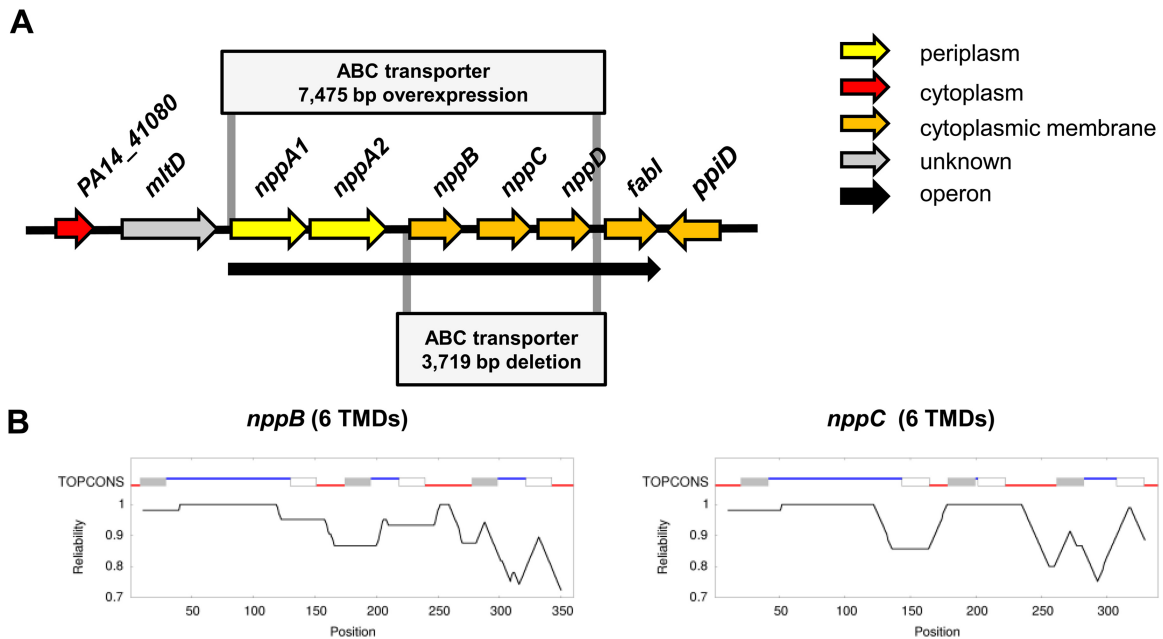 A
ABC transporter
7,475 bp overexpression
PA14_41080
mltD
nppA1
nppA2
nppB
nppC
nppD
fabI
ppiD
ABC transporter
3,719 bp deletion
periplasm
cytoplasm
cytoplasmic membrane
unknown
operon
B
nppB (6 TMDs)
TOPCONS
Reliability
1
0.9
0.8
0.7
50
100
150
200
250
300
350
Position
nppC (6 TMDs)
TOPCONS
Reliability
1
0.9
0.8
0.7
50
100
150
200
250
300
Position